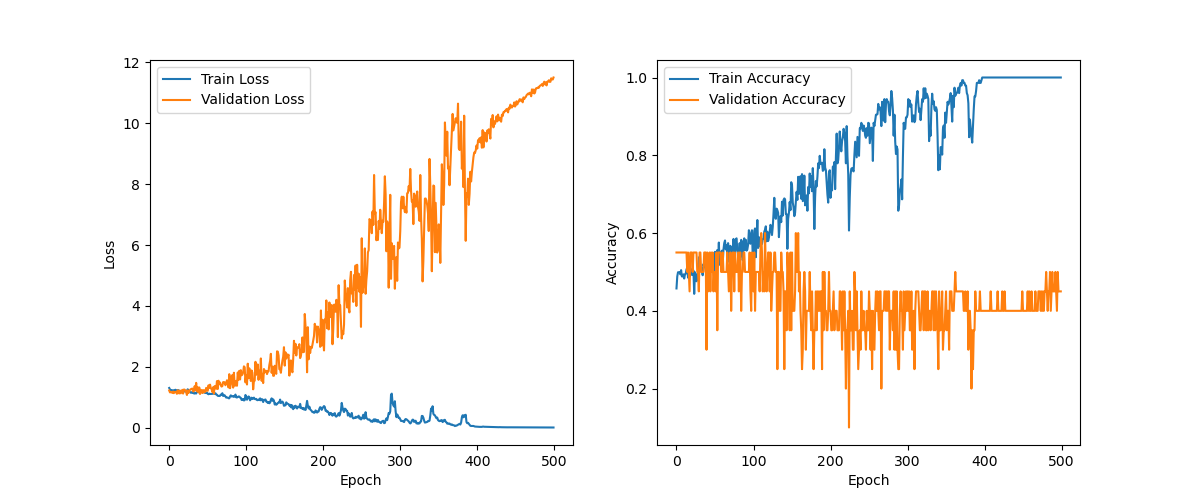 Train Loss
Validation Loss
12
10
8
6
4
2
0
Loss
0 100 200 300 400 500
Epoch
Train Accuracy
Validation Accuracy
1.0
0.8
0.6
0.4
0.2
Accuracy
0 100 200 300 400 500
Epoch